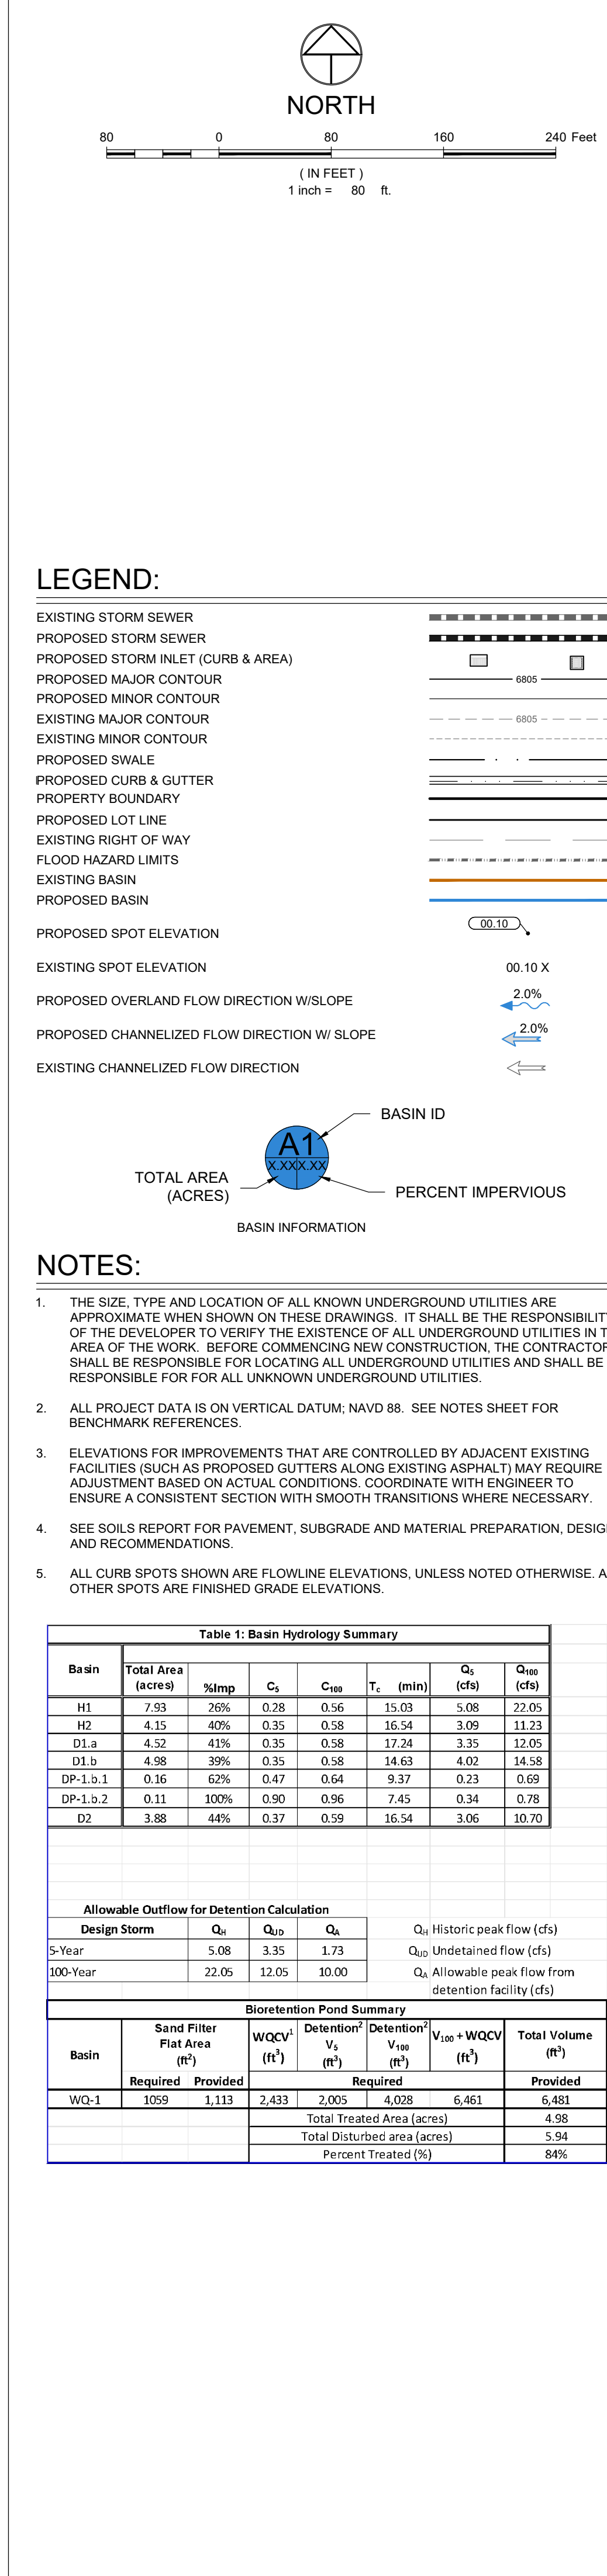 NORTH
80 0 80 160 240 Feet
( IN FEET )
1 inch = 80 ft.
LEGEND:
EXISTING STORM SEWER
PROPOSED STORM SEWER
PROPOSED STORM INLET (CURB & AREA)
PROPOSED MAJOR CONTOUR 6805
PROPOSED MINOR CONTOUR
EXISTING MAJOR CONTOUR 6805
EXISTING MINOR CONTOUR
PROPOSED SWALE
PROPOSED CURB & GUTTER
PROPERTY BOUNDARY
PROPOSED LOT LINE
EXISTING RIGHT OF WAY
FLOOD HAZARD LIMITS
EXISTING BASIN
PROPOSED BASIN
PROPOSED SPOT ELEVATION 00.10
EXISTING SPOT ELEVATION 00.10 X
PROPOSED OVERLAND FLOW DIRECTION W/SLOPE 2.0%
PROPOSED CHANNELIZED FLOW DIRECTION W/ SLOPE 2.0%
EXISTING CHANNELIZED FLOW DIRECTION
BASIN ID
A1
X.XX X.XX
TOTAL AREA
(ACRES)
PERCENT IMPERVIOUS
BASIN INFORMATION
NOTES:
1. THE SIZE, TYPE AND LOCATION OF ALL KNOWN UNDERGROUND UTILITIES ARE
APPROXIMATE WHEN SHOWN ON THESE DRAWINGS. IT SHALL BE THE RESPONSIBILITY
OF THE DEVELOPER TO VERIFY THE EXISTENCE OF ALL UNDERGROUND UTILITIES IN T
AREA OF THE WORK. BEFORE COMMENCING NEW CONSTRUCTION, THE CONTRACTOR
SHALL BE RESPONSIBLE FOR LOCATING ALL UNDERGROUND UTILITIES AND SHALL BE
RESPONSIBLE FOR FOR ALL UNKNOWN UNDERGROUND UTILITIES.
2. ALL PROJECT DATA IS ON VERTICAL DATUM; NAVD 88. SEE NOTES SHEET FOR
BENCHMARK REFERENCES.
3. ELEVATIONS FOR IMPROVEMENTS THAT ARE CONTROLLED BY ADJACENT EXISTING
FACILITIES (SUCH AS PROPOSED GUTTERS ALONG EXISTING ASPHALT) MAY REQUIRE
ADJUSTMENT BASED ON ACTUAL CONDITIONS. COORDINATE WITH ENGINEER TO
ENSURE A CONSISTENT SECTION WITH SMOOTH TRANSITIONS WHERE NECESSARY.
4. SEE SOILS REPORT FOR PAVEMENT, SUBGRADE AND MATERIAL PREPARATION, DESIG
AND RECOMMENDATIONS.
5. ALL CURB SPOTS SHOWN ARE FLOWLINE ELEVATIONS, UNLESS NOTED OTHERWISE. A
OTHER SPOTS ARE FINISHED GRADE ELEVATIONS.
Table 1: Basin Hydrology Summary
Basin Total Area (acres) %Imp C5 C100 Tc (min) Q5 (cfs) Q100 (cfs)
H1 7.93 26% 0.28 0.56 15.03 5.08 22.05
H2 4.15 40% 0.35 0.58 16.54 3.09 11.23
D1.a 4.52 41% 0.35 0.58 17.24 3.35 12.05
D1.b 4.98 39% 0.35 0.58 14.63 4.02 14.58
DP-1.b.1 0.16 62% 0.47 0.64 9.37 0.23 0.69
DP-1.b.2 0.11 100% 0.90 0.96 7.45 0.34 0.78
D2 3.88 44% 0.37 0.59 16.54 3.06 10.70
Allowable Outflow for Detention Calculation
Design Storm QH QUD QA QH Historic peak flow (cfs)
5-Year 5.08 3.35 1.73 QUD Undetained flow (cfs)
100-Year 22.05 12.05 10.00 QA Allowable peak flow from
detention facility (cfs)
Bioretention Pond Summary
Basin Sand Filter Flat Area (ft²) WQCV¹ (ft³) Detention² V5 (ft³) Detention² V100 (ft³) V100 + WQCV (ft³) Total Volume (ft³)
Required Provided Required Provided
WQ-1 1059 1,113 2,433 2,005 4,028 6,461 6,481
Total Treated Area (acres) 4.98
Total Disturbed area (acres) 5.94
Percent Treated (%) 84%